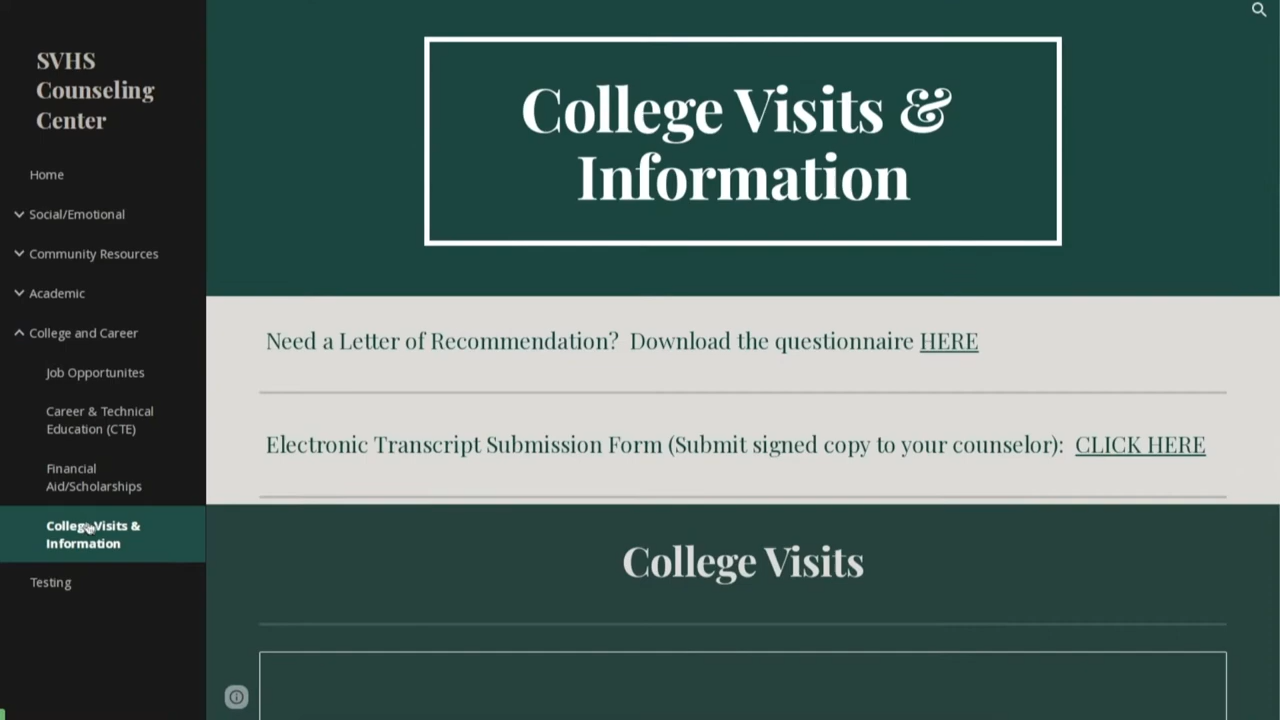 SVHS
Counseling
Center
Home
Social/Emotional
Community Resources
Academic
College and Career
Job Opportunites
Career & Technical
Education (CTE)
Financial
Aid/Scholarships
College Visits &
Information
Testing
College Visits &
Information
Need a Letter of Recommendation? Download the questionnaire HERE
Electronic Transcript Submission Form (Submit signed copy to your counselor): CLICK HERE
College Visits